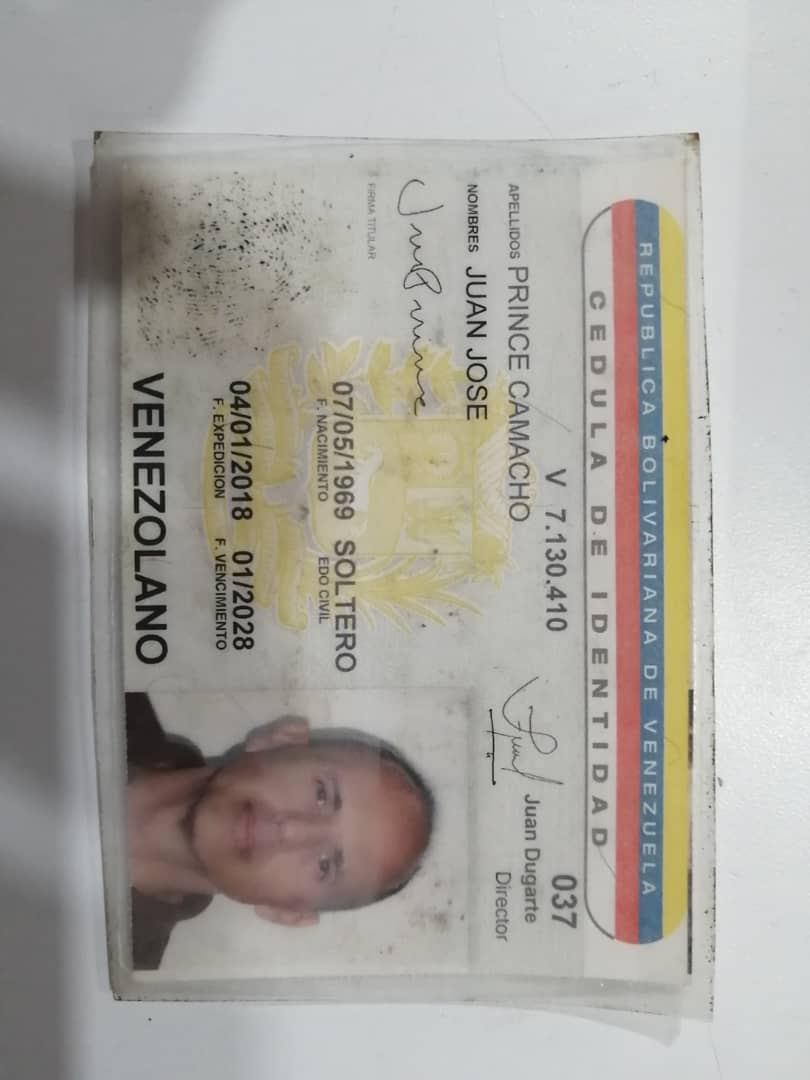 REPUBLICA BOLIVARIANA DE VENEZUELA
CEDULA DE IDENTIDAD
V 7.130.410
037
APELLIDOS PRINCE CAMACHO
Juan Dugarte
Director
NOMBRES JUAN JOSE
FIRMA TITULAR
07/05/1969 SOLTERO
F. NACIMIENTO EDO CIVIL
04/01/2018 01/2028
F. EXPEDICION F. VENCIMIENTO
VENEZOLANO